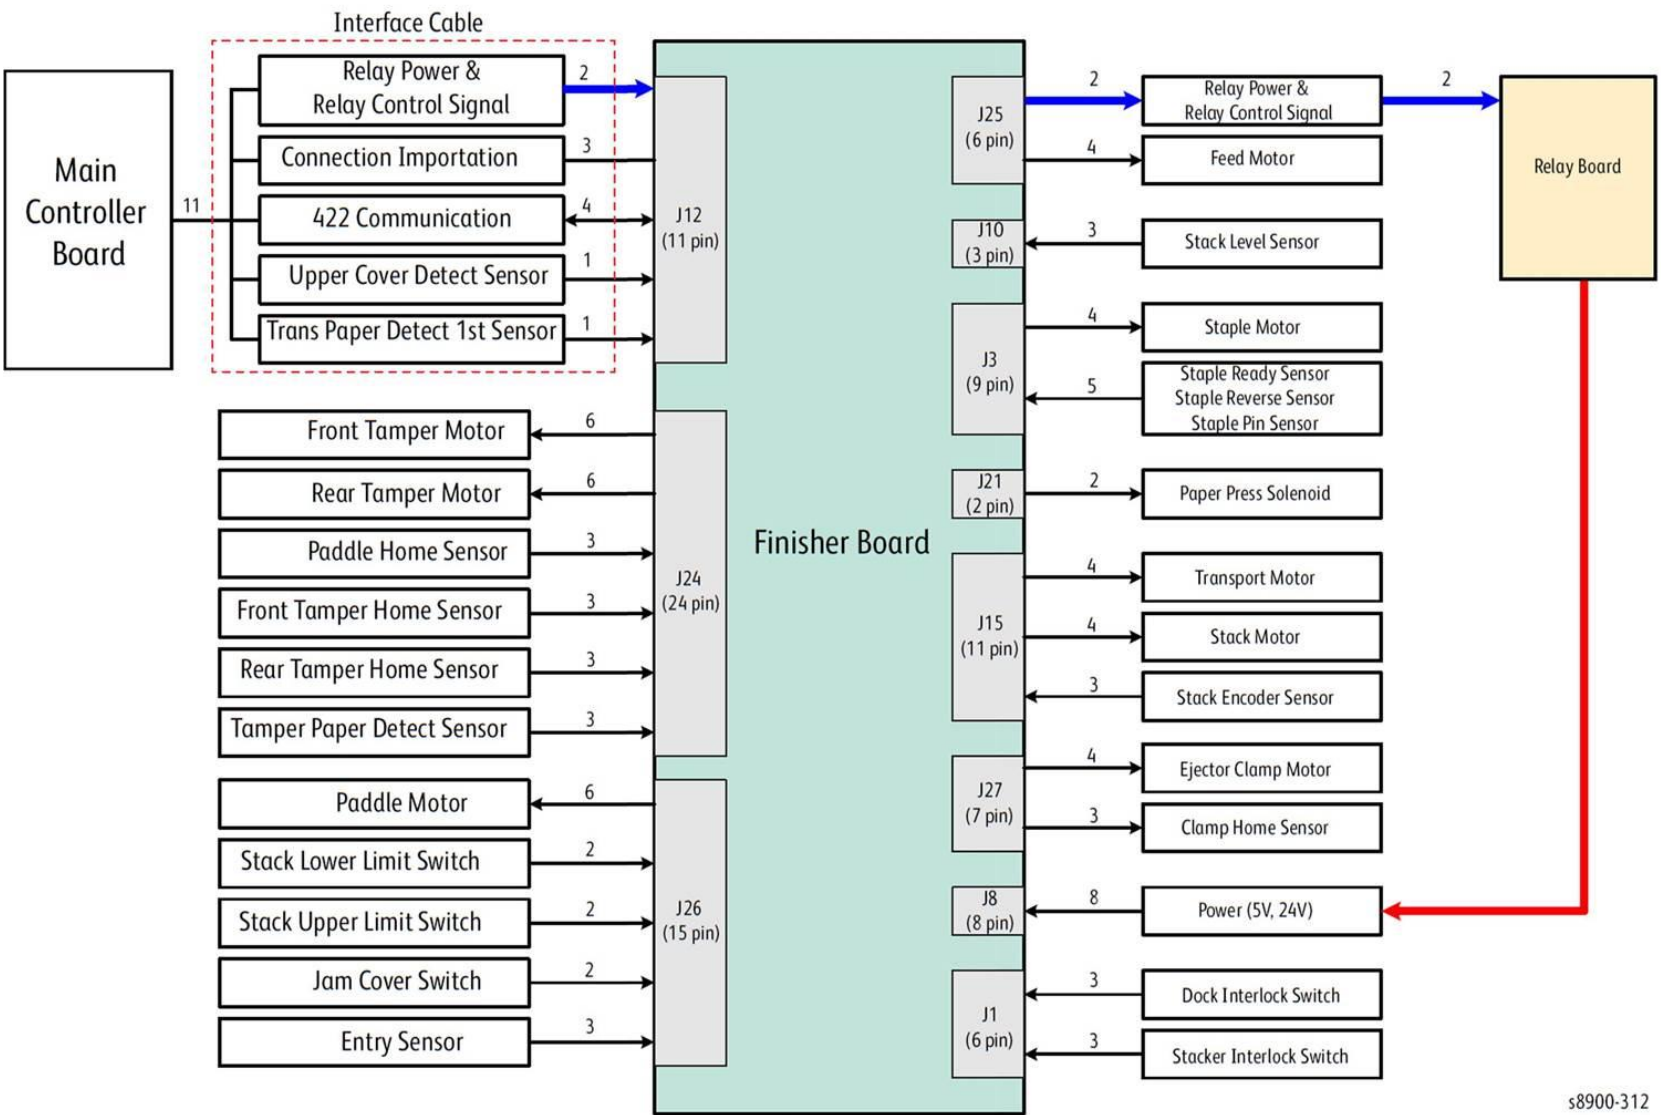 Interface Cable
Main
Controller
Board
11
Relay Power &
Relay Control Signal
2
Connection Importation
3
422 Communication
4
Upper Cover Detect Sensor
1
Trans Paper Detect 1st Sensor
1
J12
(11 pin)
Front Tamper Motor
6
Rear Tamper Motor
6
Paddle Home Sensor
3
Front Tamper Home Sensor
3
Rear Tamper Home Sensor
3
Tamper Paper Detect Sensor
3
J24
(24 pin)
Paddle Motor
6
Stack Lower Limit Switch
2
Stack Upper Limit Switch
2
Jam Cover Switch
2
Entry Sensor
3
J26
(15 pin)
Finisher Board
J25
(6 pin)
2
Relay Power &
Relay Control Signal
2
Relay Board
4
Feed Motor
J10
(3 pin)
3
Stack Level Sensor
J3
(9 pin)
4
Staple Motor
5
Staple Ready Sensor
Staple Reverse Sensor
Staple Pin Sensor
J21
(2 pin)
2
Paper Press Solenoid
J15
(11 pin)
4
Transport Motor
4
Stack Motor
3
Stack Encoder Sensor
J27
(7 pin)
4
Ejector Clamp Motor
3
Clamp Home Sensor
J8
(8 pin)
8
Power (5V, 24V)
J1
(6 pin)
3
Dock Interlock Switch
3
Stacker Interlock Switch
s8900-312